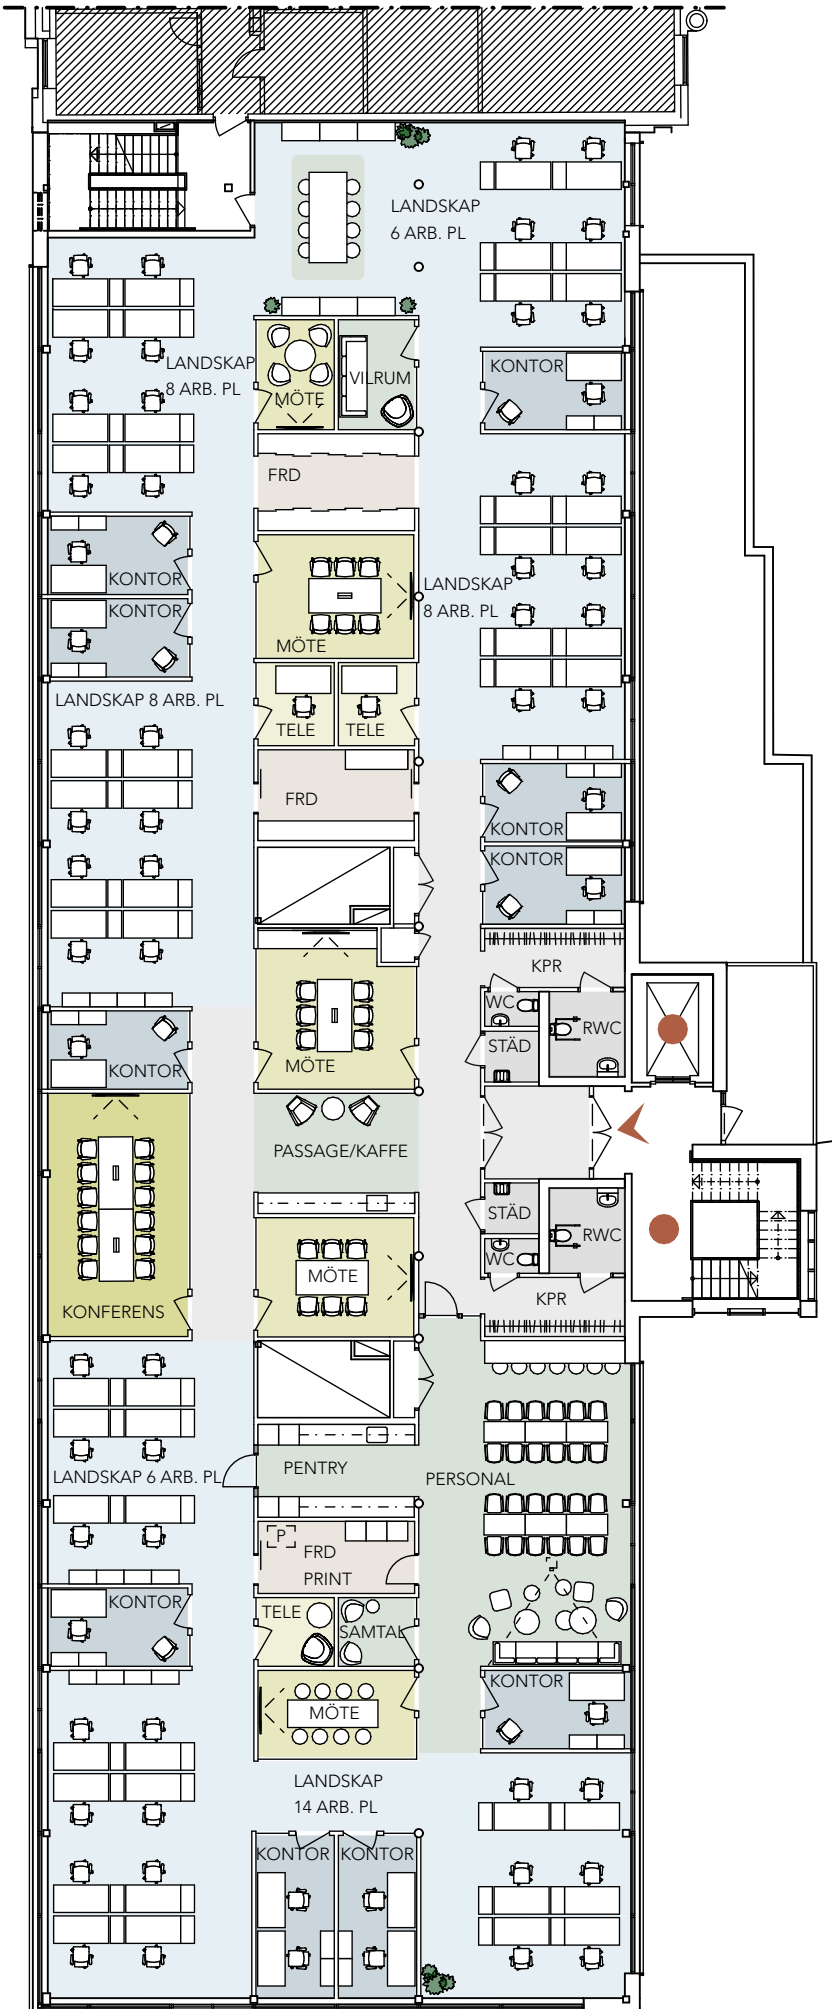 LANDSKAP
6 ARB. PL
LANDSKAP
8 ARB. PL
MÖTE
VILRUM
KONTOR
FRD
KONTOR
KONTOR
LANDSKAP
8 ARB. PL
MÖTE
LANDSKAP 8 ARB. PL
TELE
TELE
FRD
KONTOR
KONTOR
KPR
WC
RWC
STÄD
KONTOR
MÖTE
PASSAGE/KAFFE
STÄD
RWC
WC
KPR
MÖTE
KONFERENS
LANDSKAP 6 ARB. PL
PENTRY
PERSONAL
P
FRD
PRINT
KONTOR
TELE
SAMTAL
KONTOR
MÖTE
LANDSKAP
14 ARB. PL
KONTOR
KONTOR